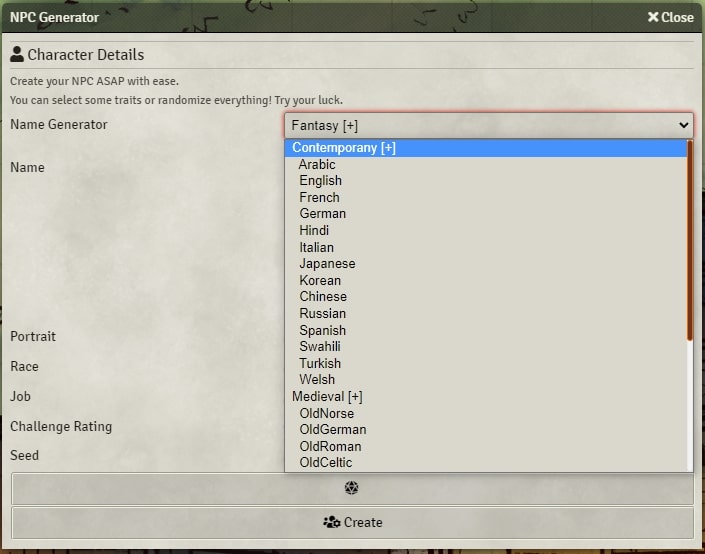 NPC Generator
Close
Character Details
Create your NPC ASAP with ease.
You can select some traits or randomize everything! Try your luck.
Name Generator
Fantasy [+]
Contemporany [+]
Name
Arabic
English
French
German
Hindi
Italian
Japanese
Korean
Chinese
Russian
Spanish
Swahili
Turkish
Welsh
Medieval [+]
OldNorse
OldGerman
OldRoman
OldCeltic
Portrait
Race
Job
Challenge Rating
Seed
Create